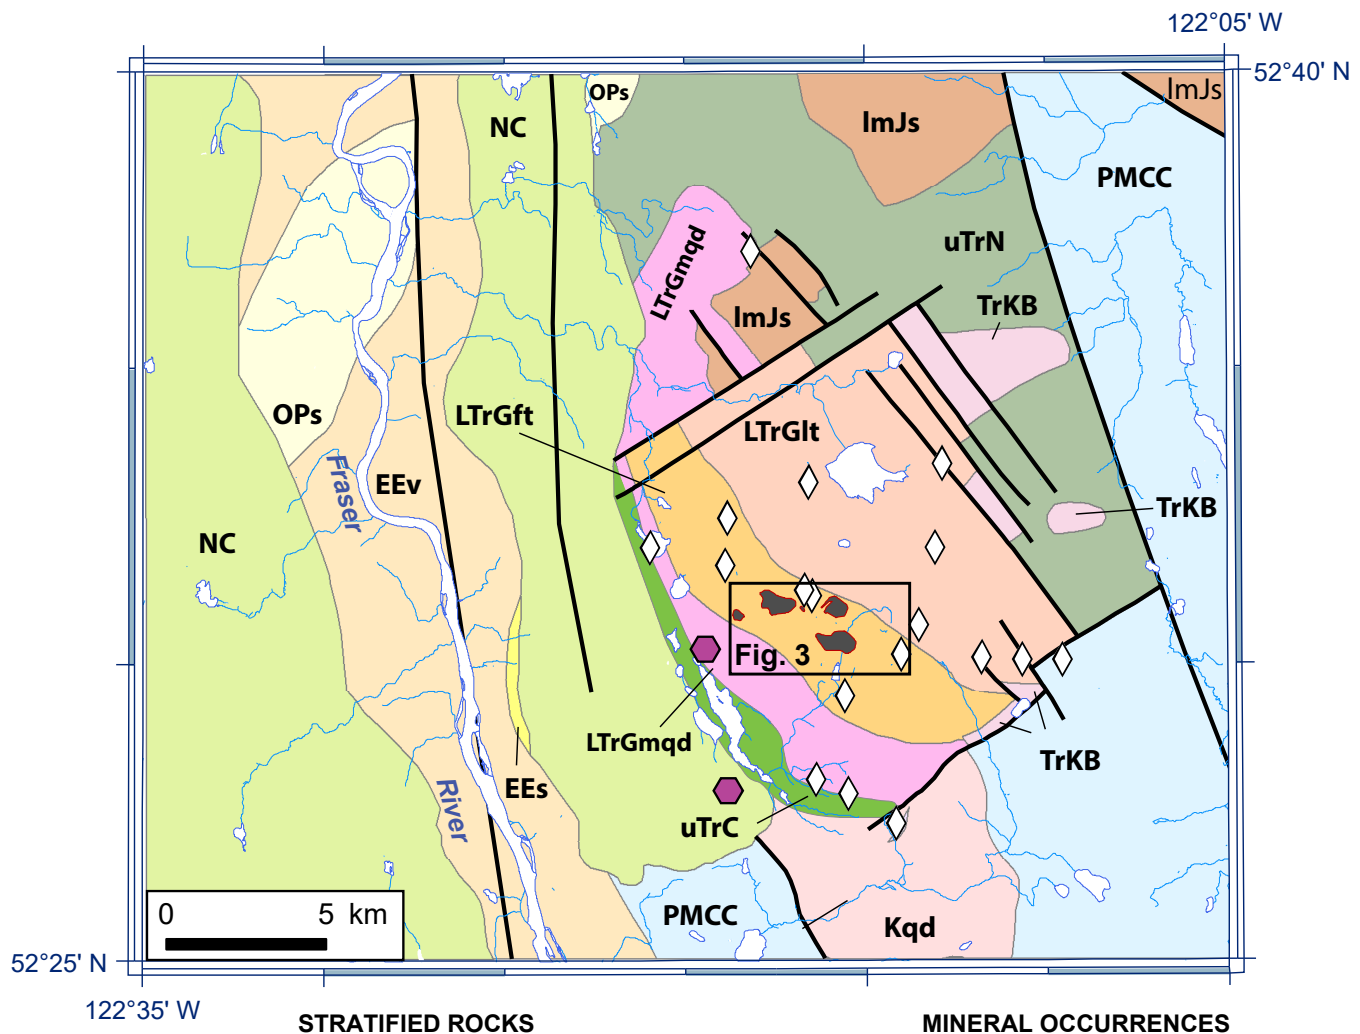 122°05' W
52°40' N
OPs
lmJs
NC
lmJs
PMCC
LTrGmqd
uTrN
TrKB
lmJs
OPs
LTrGft
LTrGlt
Fraser
EEv
TrKB
NC
Fig. 3
LTrGmqd
TrKB
EEs
River
uTrC
0 5 km
PMCC
Kqd
52°25' N
122°35' W
STRATIFIED ROCKS
MINERAL OCCURRENCES